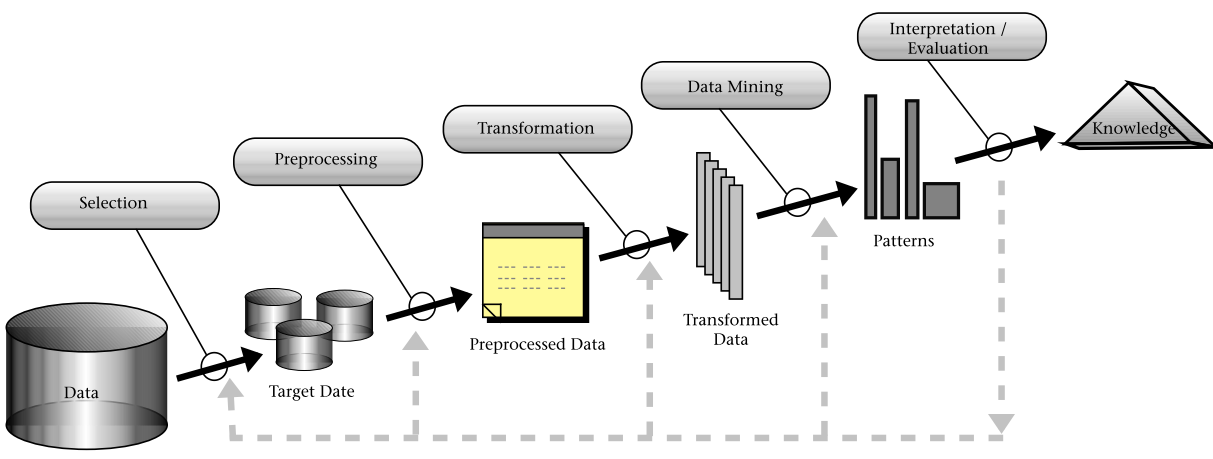 Interpretation /
Evaluation
Data Mining
Transformation
Preprocessing
Selection
Knowledge
Patterns
Transformed
Data
Preprocessed Data
Target Date
Data